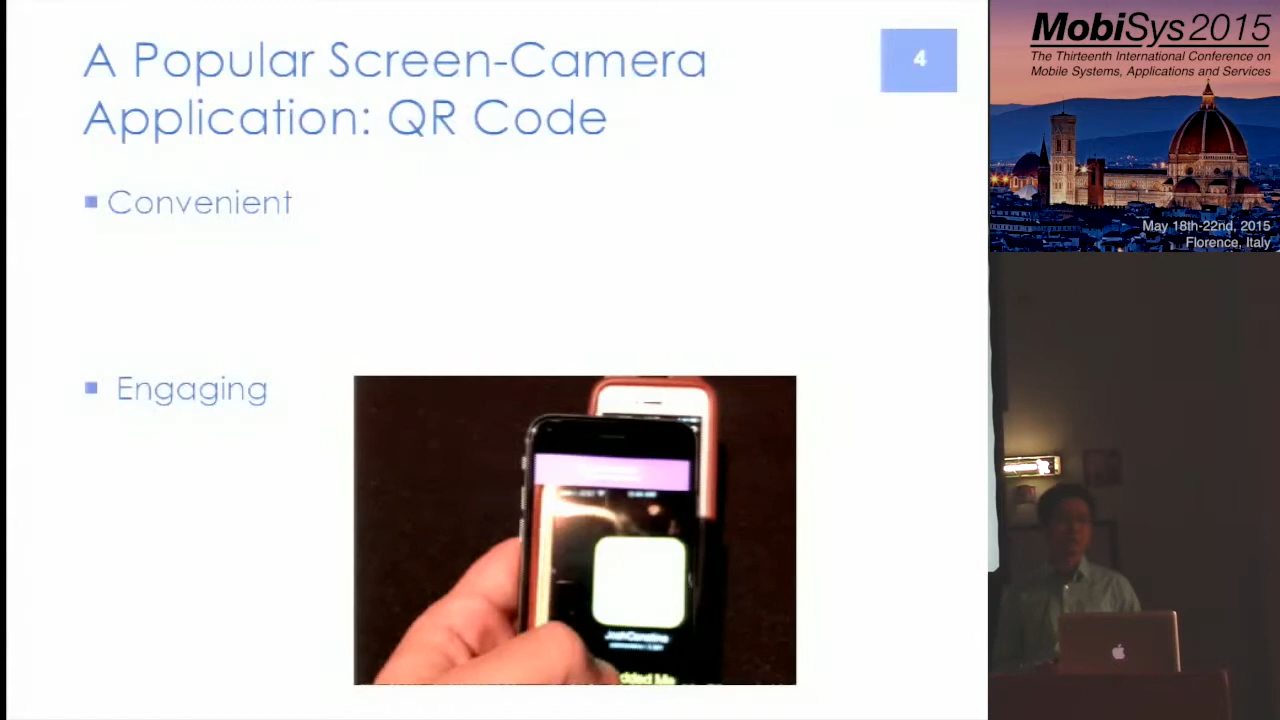 A Popular Screen-Camera
Application: QR Code
4
■ Convenient
■ Engaging
MobiSys 2015
The Thirteenth International Conference on
Mobile Systems, Applications and Services
May 18th-22nd, 2015
Florence, Italy